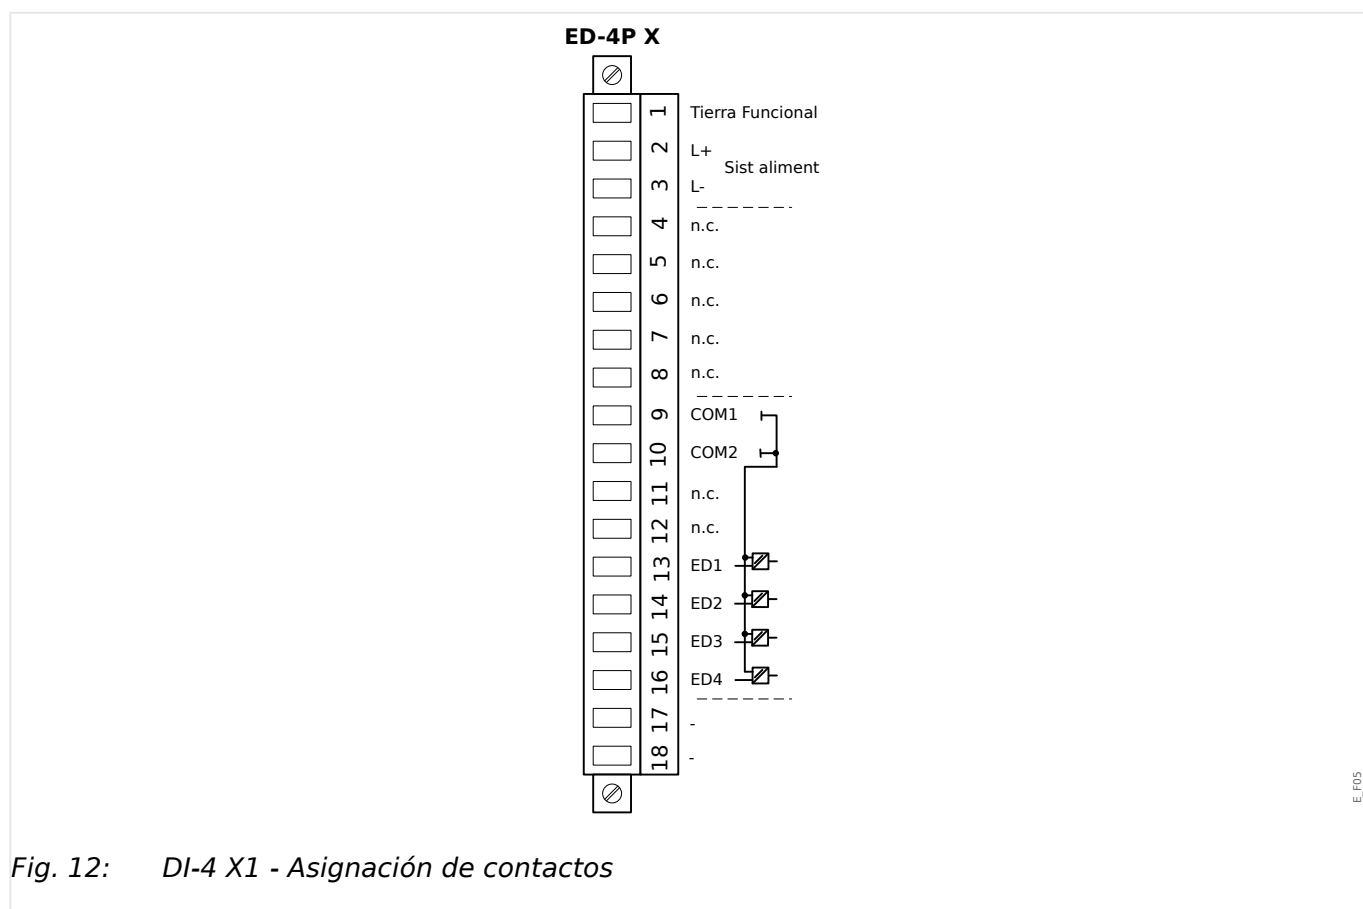 ED-4P X
1 Tierra Funcional
2 L+
Sist aliment
3 L-
4 n.c.
5 n.c.
6 n.c.
7 n.c.
8 n.c.
9 COM1
10 COM2
11 n.c.
12 n.c.
13 ED1
14 ED2
15 ED3
16 ED4
17 -
18 -
E_F05
Fig. 12: DI-4 X1 - Asignación de contactos